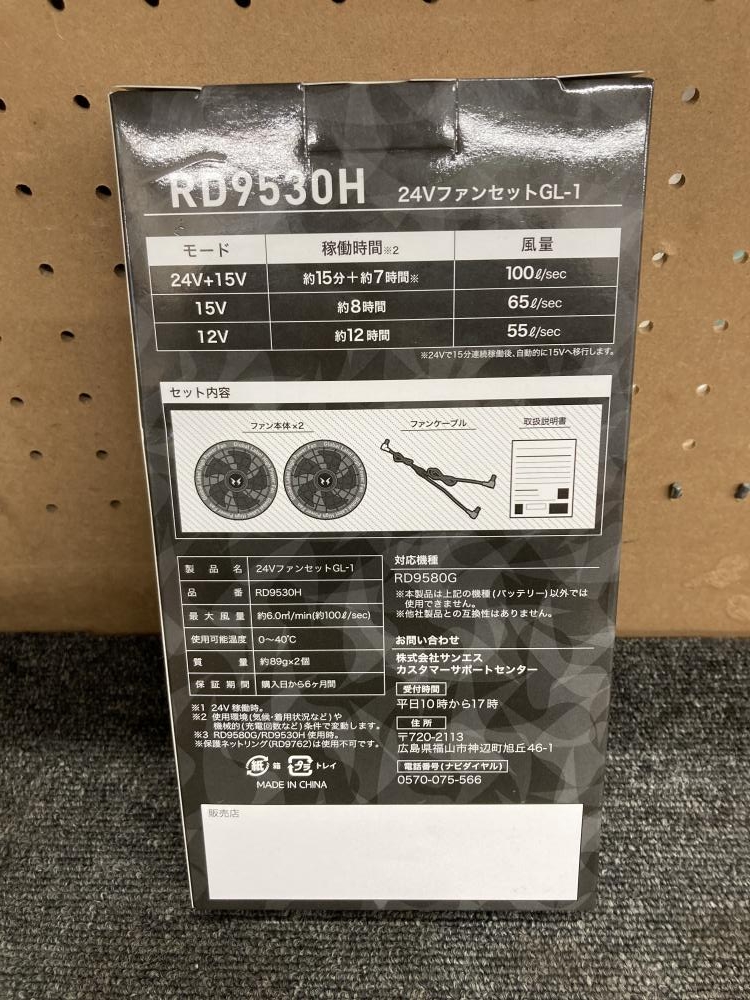 RD9530H 24VファンセットGL-1
モード 稼働時間※2 風量
24V+15V 約15分＋約7時間※ 100ℓ/sec
15V 約8時間 65ℓ/sec
12V 約12時間 55ℓ/sec
※24Vで15分連続稼働後、自動的に15Vへ移行します。
セット内容
ファン本体×2 ファンケーブル 取扱説明書
製品名 24VファンセットGL-1
品番 RD9530H
最大風量 約6.0㎥/min(約100ℓ/sec)
使用可能温度 0〜40℃
質量 約89g×2個
保証期間 購入日から6ヶ月間
※1 24V稼働時。
※2 使用環境(気候・着用状況など)や
機械的(充電回数など)条件で変動します。
※3 RD9580G/RD9530H 使用時。
※保護ネットリング(RD9762)は使用不可です。
紙 箱 プラ トレイ
MADE IN CHINA
対応機種
RD9580G
※本製品は上記の機種(バッテリー)以外では
使用できません。
※他社製品との互換性はありません。
お問い合わせ
株式会社サンエス
カスタマーサポートセンター
受付時間
平日10時から17時
住所
〒720-2113
広島県福山市神辺町旭丘46-1
電話番号(ナビダイヤル)
0570-075-566
販売店